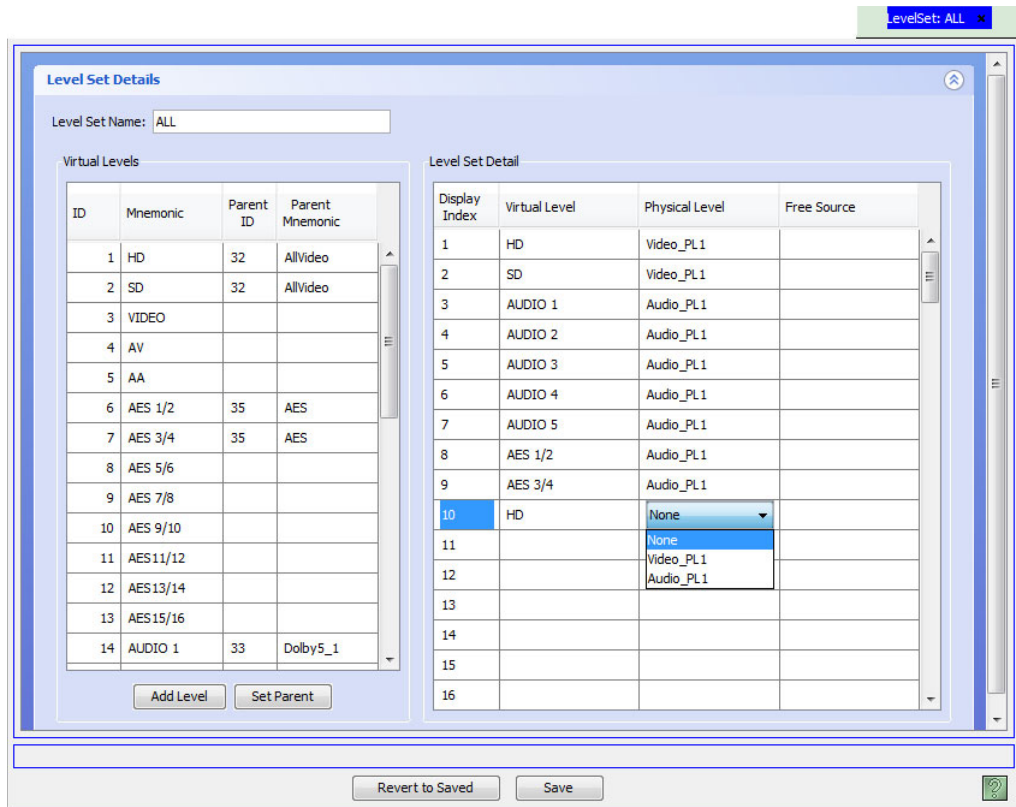 LevelSet: ALL ×
Level Set Details
Level Set Name: ALL
Virtual Levels
ID Mnemonic Parent ID Parent Mnemonic
1 HD 32 AllVideo
2 SD 32 AllVideo
3 VIDEO
4 AV
5 AA
6 AES 1/2 35 AES
7 AES 3/4 35 AES
8 AES 5/6
9 AES 7/8
10 AES 9/10
11 AES11/12
12 AES13/14
13 AES15/16
14 AUDIO 1 33 Dolby5_1
Add Level Set Parent
Level Set Detail
Display Index Virtual Level Physical Level Free Source
1 HD Video_PL1
2 SD Video_PL1
3 AUDIO 1 Audio_PL1
4 AUDIO 2 Audio_PL1
5 AUDIO 3 Audio_PL1
6 AUDIO 4 Audio_PL1
7 AUDIO 5 Audio_PL1
8 AES 1/2 Audio_PL1
9 AES 3/4 Audio_PL1
10 HD None
None
Video_PL1
Audio_PL1
11
12
13
14
15
16
Revert to Saved Save ?